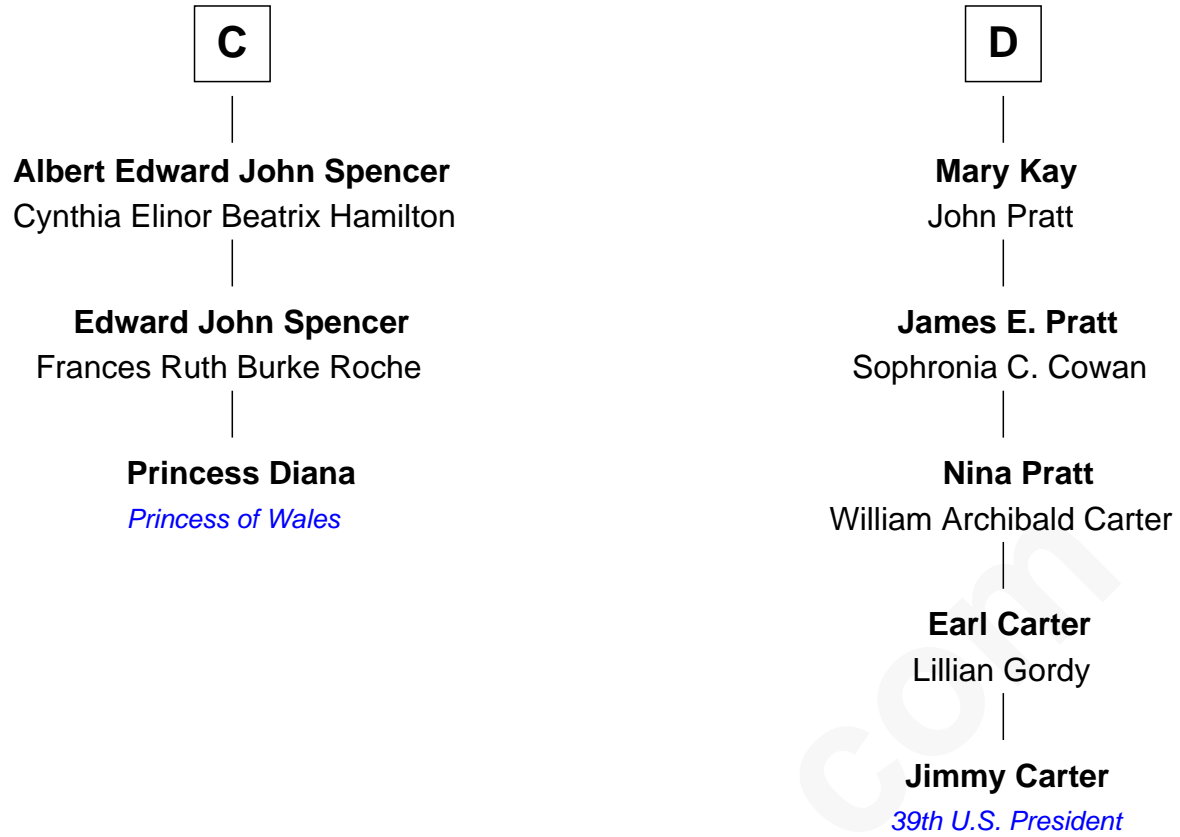 C
Albert Edward John Spencer
Cynthia Elinor Beatrix Hamilton
Edward John Spencer
Frances Ruth Burke Roche
Princess Diana
Princess of Wales
D
Mary Kay
John Pratt
James E. Pratt
Sophronia C. Cowan
Nina Pratt
William Archibald Carter
Earl Carter
Lillian Gordy
Jimmy Carter
39th U.S. President
com